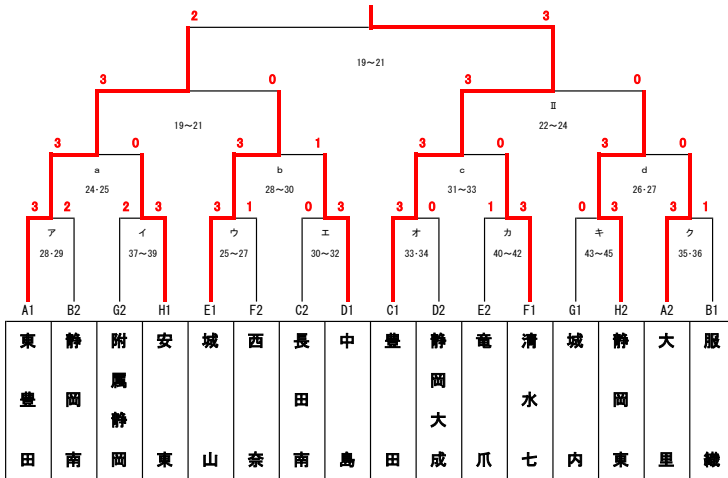 2 3
19～21
3 0 3 0
19～21
Ⅱ
22～24
3 0 3 1 3 0 3 0
a b c d
24・25 28～30 31～33 26・27
3 2 2 3 3 1 0 3 3 0 1 3 0 3 3 1
ア イ ウ エ オ カ キ ク
28・29 37～39 25～27 30～32 33・34 40～42 43～45 35・36
A1 B2 G2 H1 E1 F2 C2 D1 C1 D2 E2 F1 G1 H2 A2 B1
東豊田
静岡南
附属静岡
安東
城山
西奈
長田南
中島
豊田
静岡大成
竜爪
清水七
城内
静岡東
大里
服織